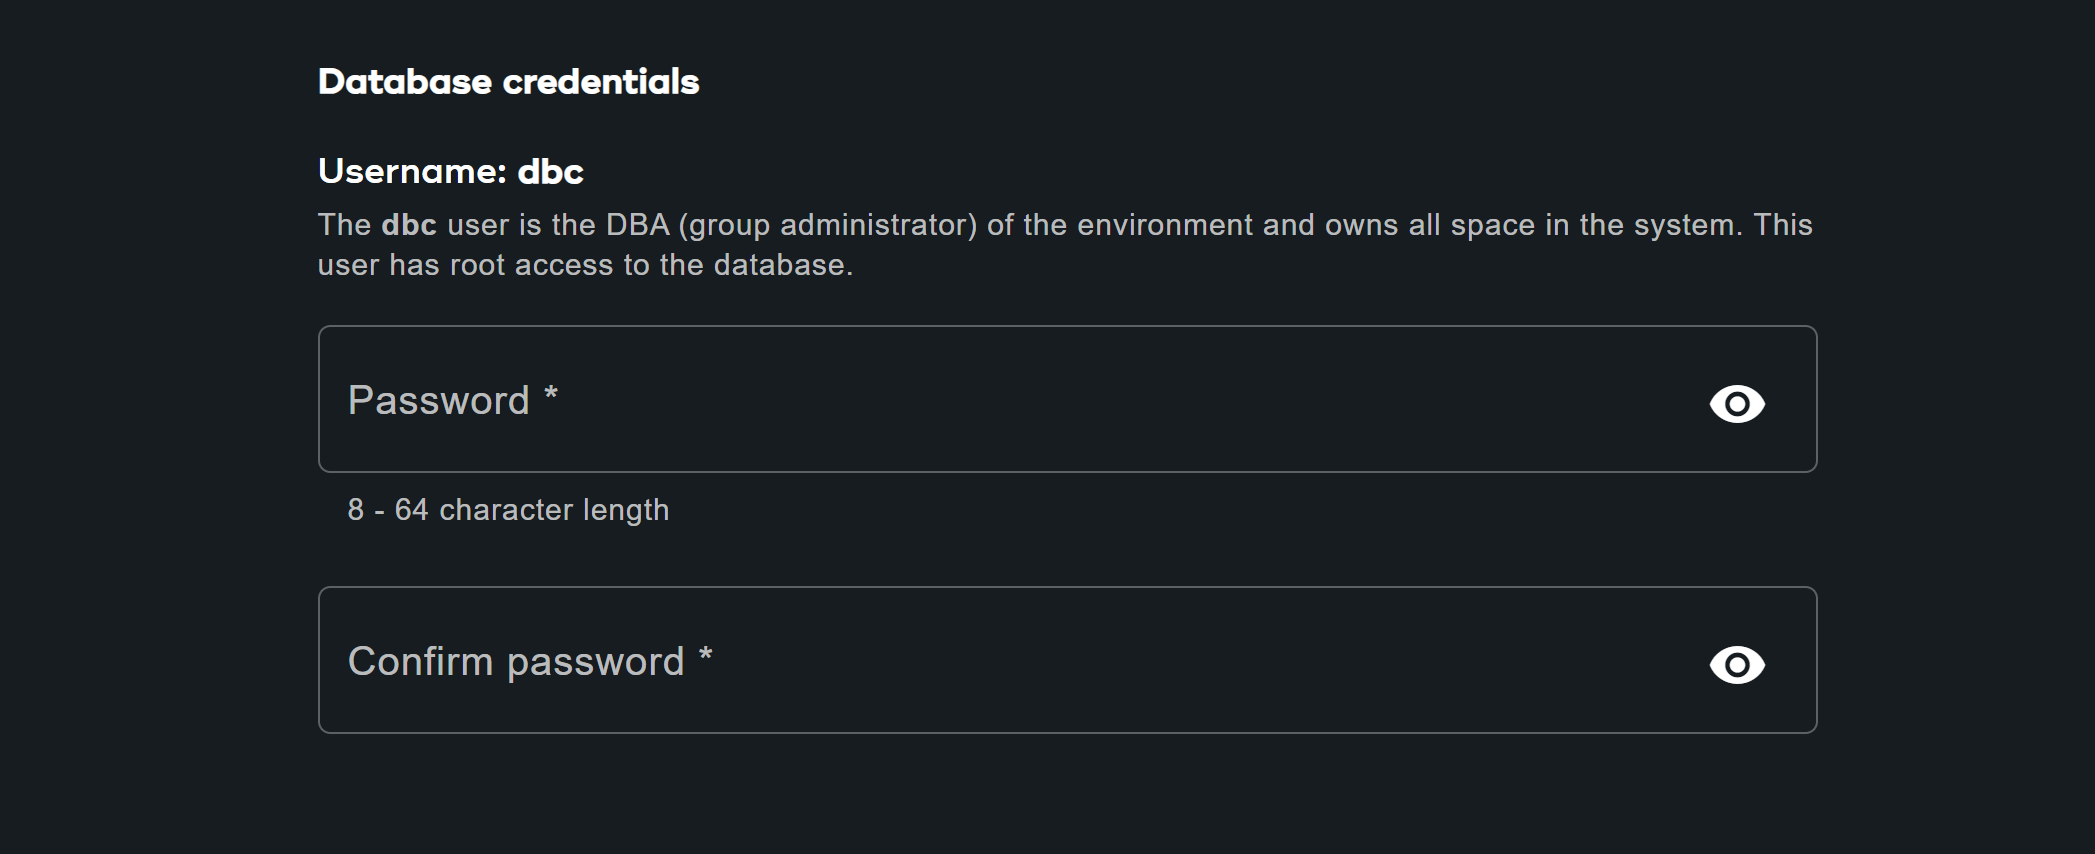 Database credentials
Username: dbc
The dbc user is the DBA (group administrator) of the environment and owns all space in the system. This
user has root access to the database.
Password *
8 - 64 character length
Confirm password *